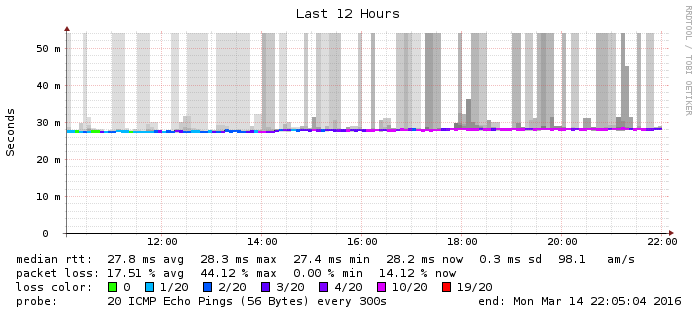 Last 12 Hours
RRDTOOL / TOBI OETIKER
Seconds
50 m
40 m
30 m
20 m
10 m
0
12:00 14:00 16:00 18:00 20:00 22:00
median rtt: 27.8 ms avg 28.3 ms max 27.4 ms min 28.2 ms now 0.3 ms sd 98.1 am/s
packet loss: 17.51 % avg 44.12 % max 0.00 % min 14.12 % now
loss color: 0 1/20 2/20 3/20 4/20 10/20 19/20
probe: 20 ICMP Echo Pings (56 Bytes) every 300s end: Mon Mar 14 22:05:04 2016